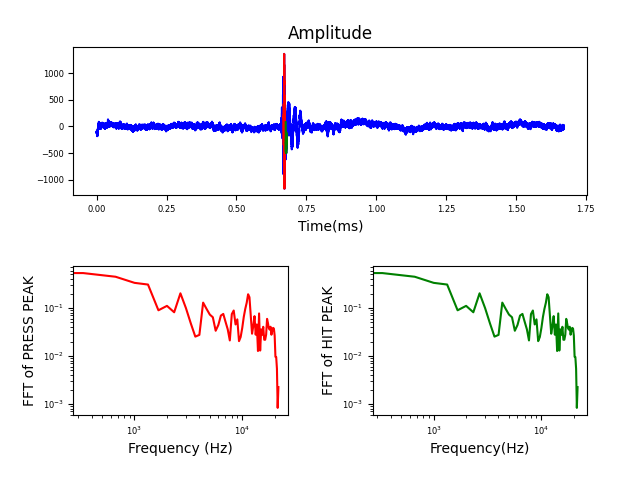 Amplitude
1000
500
0
−500
−1000
0.00 0.25 0.50 0.75 1.00 1.25 1.50 1.75
Time(ms)
FFT of PRESS PEAK
10⁻¹
10⁻²
10⁻³
10³ 10⁴
Frequency (Hz)
FFT of HIT PEAK
10⁻¹
10⁻²
10⁻³
10³ 10⁴
Frequency(Hz)